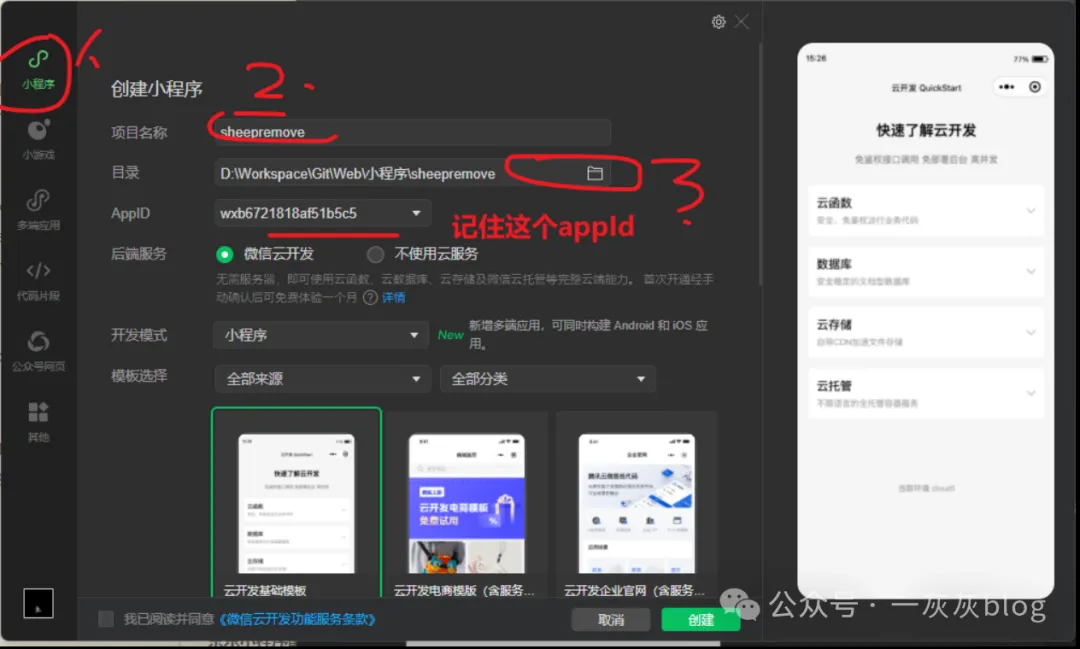 小程序
小游戏
多端应用
代码片段
公众号网页
其他
1
创建小程序
2.
项目名称
sheepremove
目录
D:\Workspace\Git\Web\小程序\sheepremove
3.
AppID
wxb6721818af51b5c5
记住这个appId
后端服务
微信云开发
不使用云服务
无需服务器，即可使用云函数、云数据库、云存储及微信云托管等完整云端能力。 首次开通经手
动确认后可免费体验一个月 ? 详情
开发模式
小程序
New 新增多端应用，可同时构建 Android 和 iOS 应
用。
模板选择
全部来源
全部分类
快速了解云开发
云开发电商模板
免费试用
云开发基础模板
云开发电商模版（含服务...
云开发企业官网（含服务...
我已阅读并同意《微信云开发功能服务条款》
取消
创建
15:26
77%
云开发 QuickStart
快速了解云开发
免鉴权接口调用 免部署后台 高并发
云函数
安全、免鉴权运行业务代码
数据库
安全稳定的文档型数据库
云存储
自带CDN加速文件存储
云托管
不限语言的全托管容器服务
公众号 · 一灰灰blog